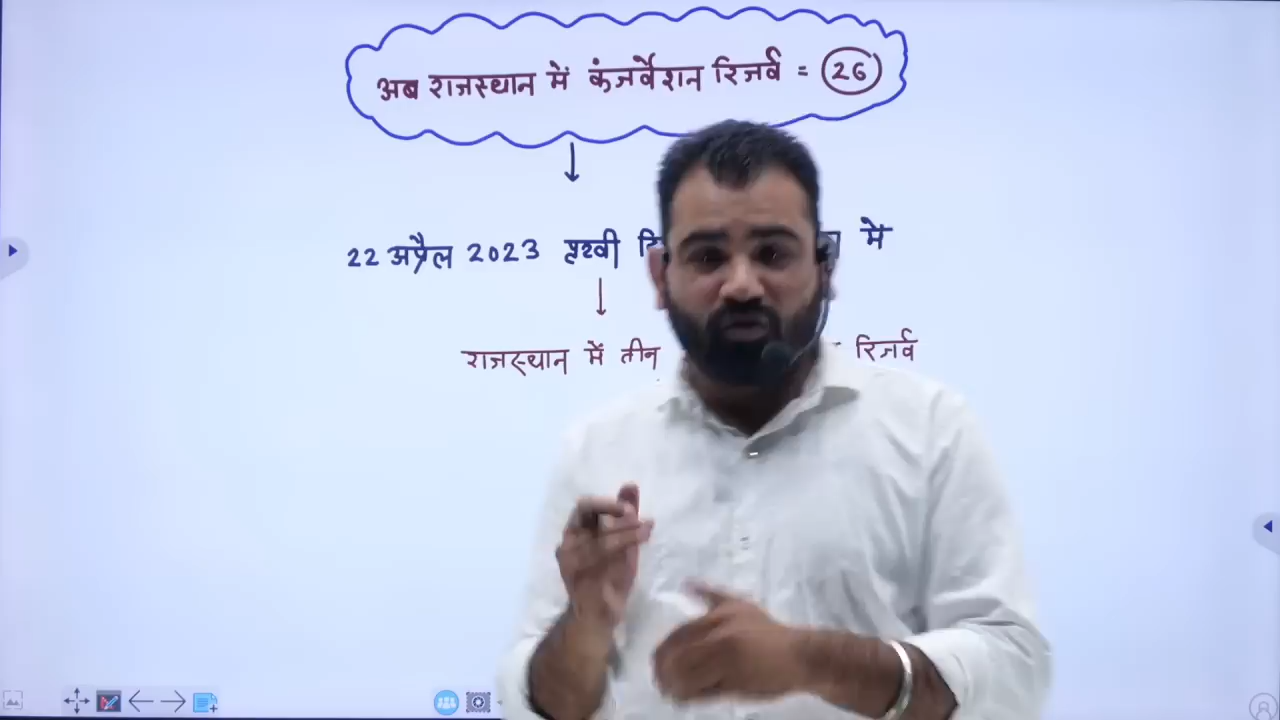 अब राजस्थान में कंजर्वेशन रिजर्व = 26
22 अप्रैल 2023 पृथ्वी में
राजस्थान में तीन रिजर्व